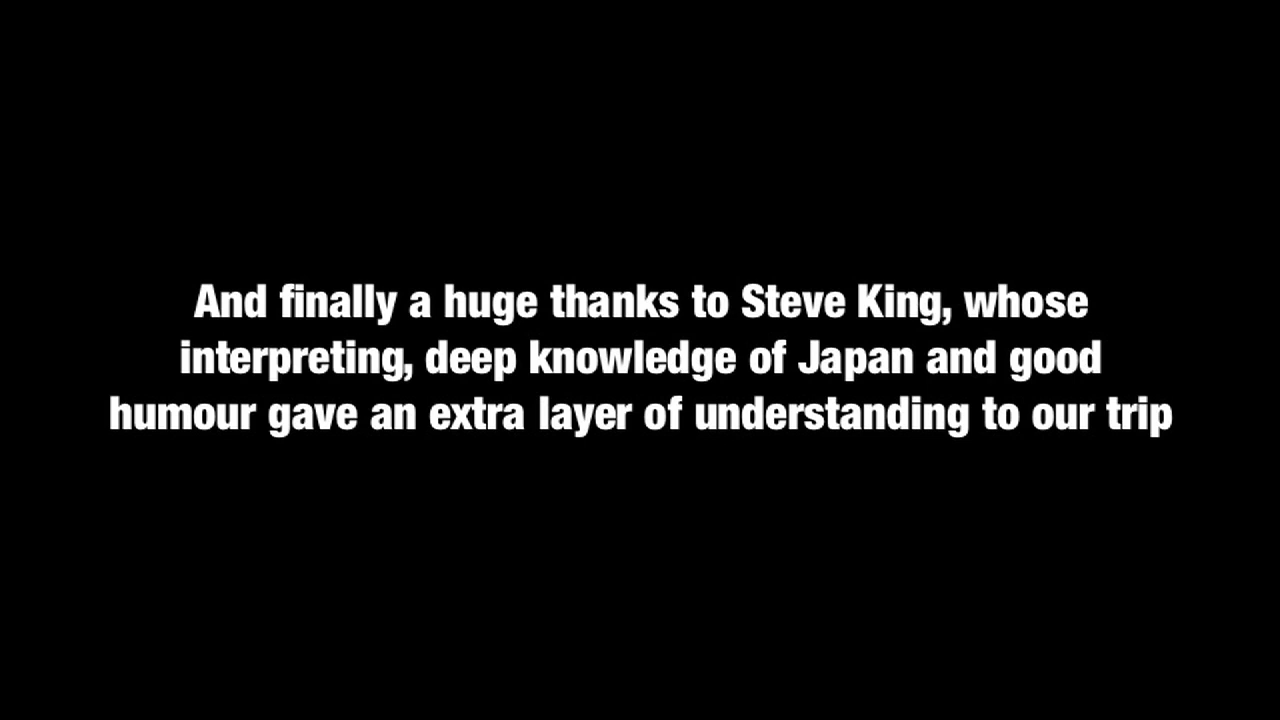 And finally a huge thanks to Steve King, whose
interpreting, deep knowledge of Japan and good
humour gave an extra layer of understanding to our trip